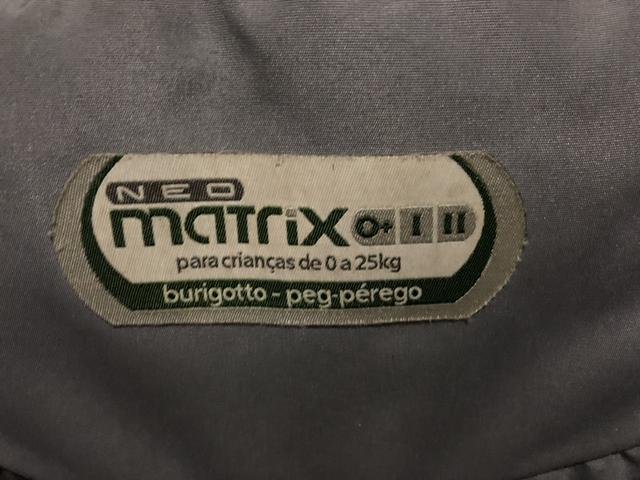 NEO
matrix 0+ I II
para crianças de 0 a 25kg
burigotto - peg-pérego